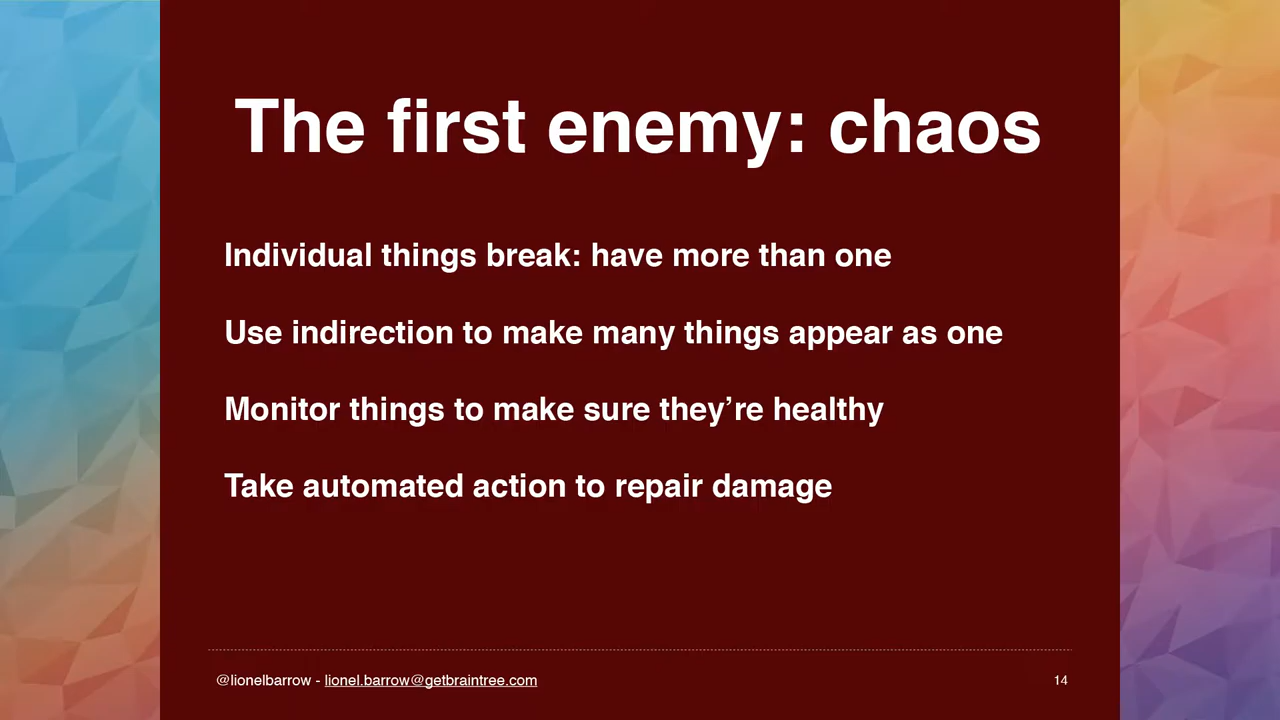 The first enemy: chaos
Individual things break: have more than one
Use indirection to make many things appear as one
Monitor things to make sure they’re healthy
Take automated action to repair damage
@lionelbarrow - lionel.barrow@getbraintree.com
14